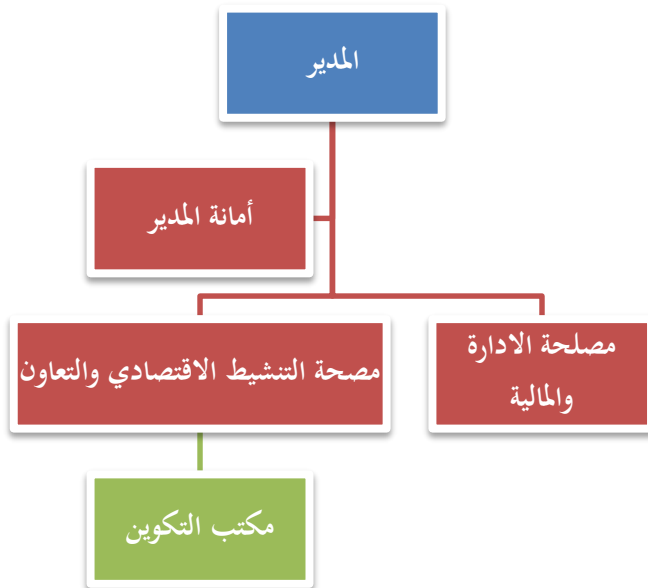 المدير
أمانة المدير
مصلحة الادارة
والمالية
مصحة التنشيط الاقتصادي والتعاون
مكتب التكوين